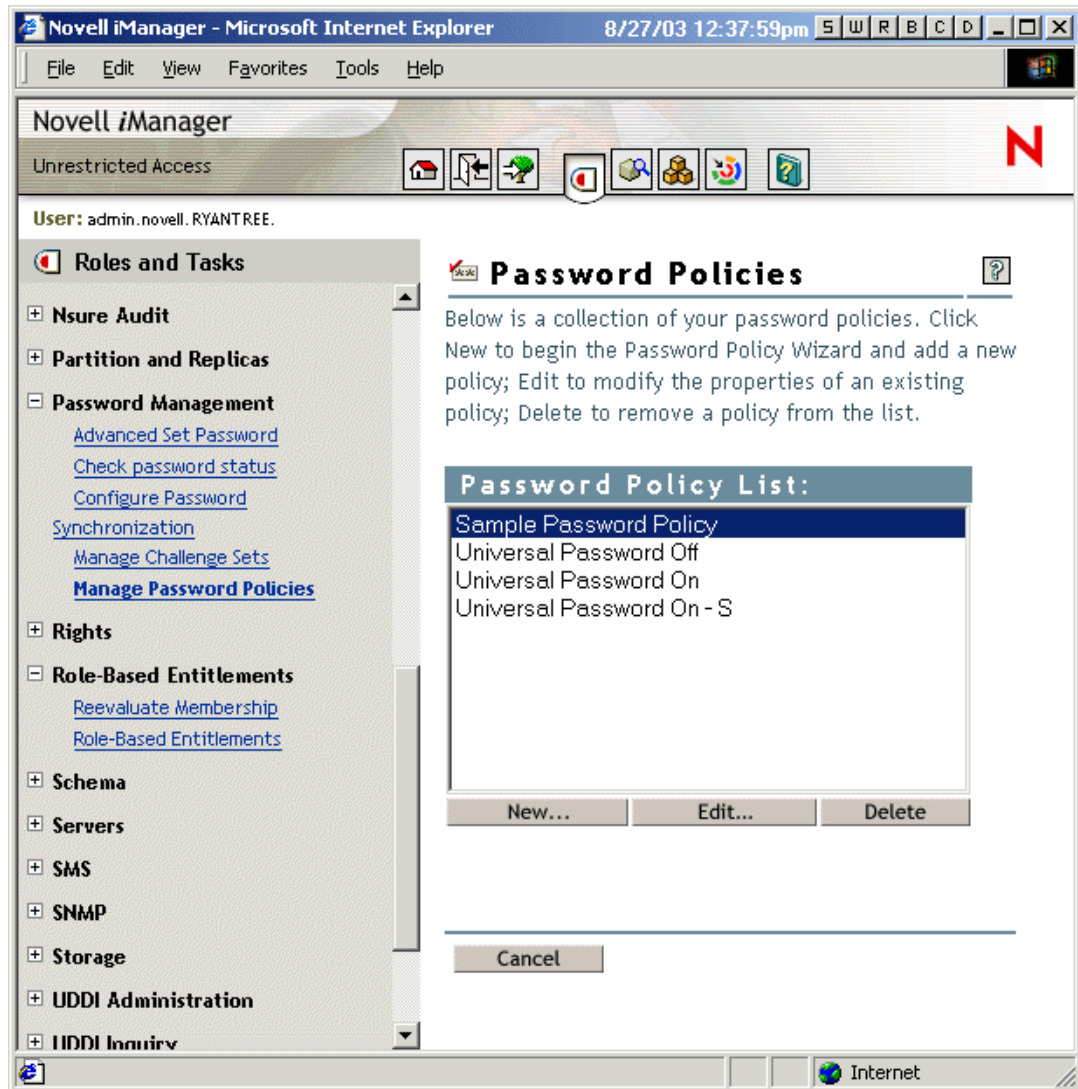 Novell iManager - Microsoft Internet Explorer 8/27/03 12:37:59pm S W R B C D
File Edit View Favorites Tools Help
Novell iManager
Unrestricted Access
N
User: admin.novell.RYANTREE.
Roles and Tasks
Nsure Audit
Partition and Replicas
Password Management
Advanced Set Password
Check password status
Configure Password
Synchronization
Manage Challenge Sets
Manage Password Policies
Rights
Role-Based Entitlements
Reevaluate Membership
Role-Based Entitlements
Schema
Servers
SMS
SNMP
Storage
UDDI Administration
UDDI Inquiry
Password Policies
Below is a collection of your password policies. Click
New to begin the Password Policy Wizard and add a new
policy; Edit to modify the properties of an existing
policy; Delete to remove a policy from the list.
Password Policy List:
Sample Password Policy
Universal Password Off
Universal Password On
Universal Password On - S
New... Edit... Delete
Cancel
Internet